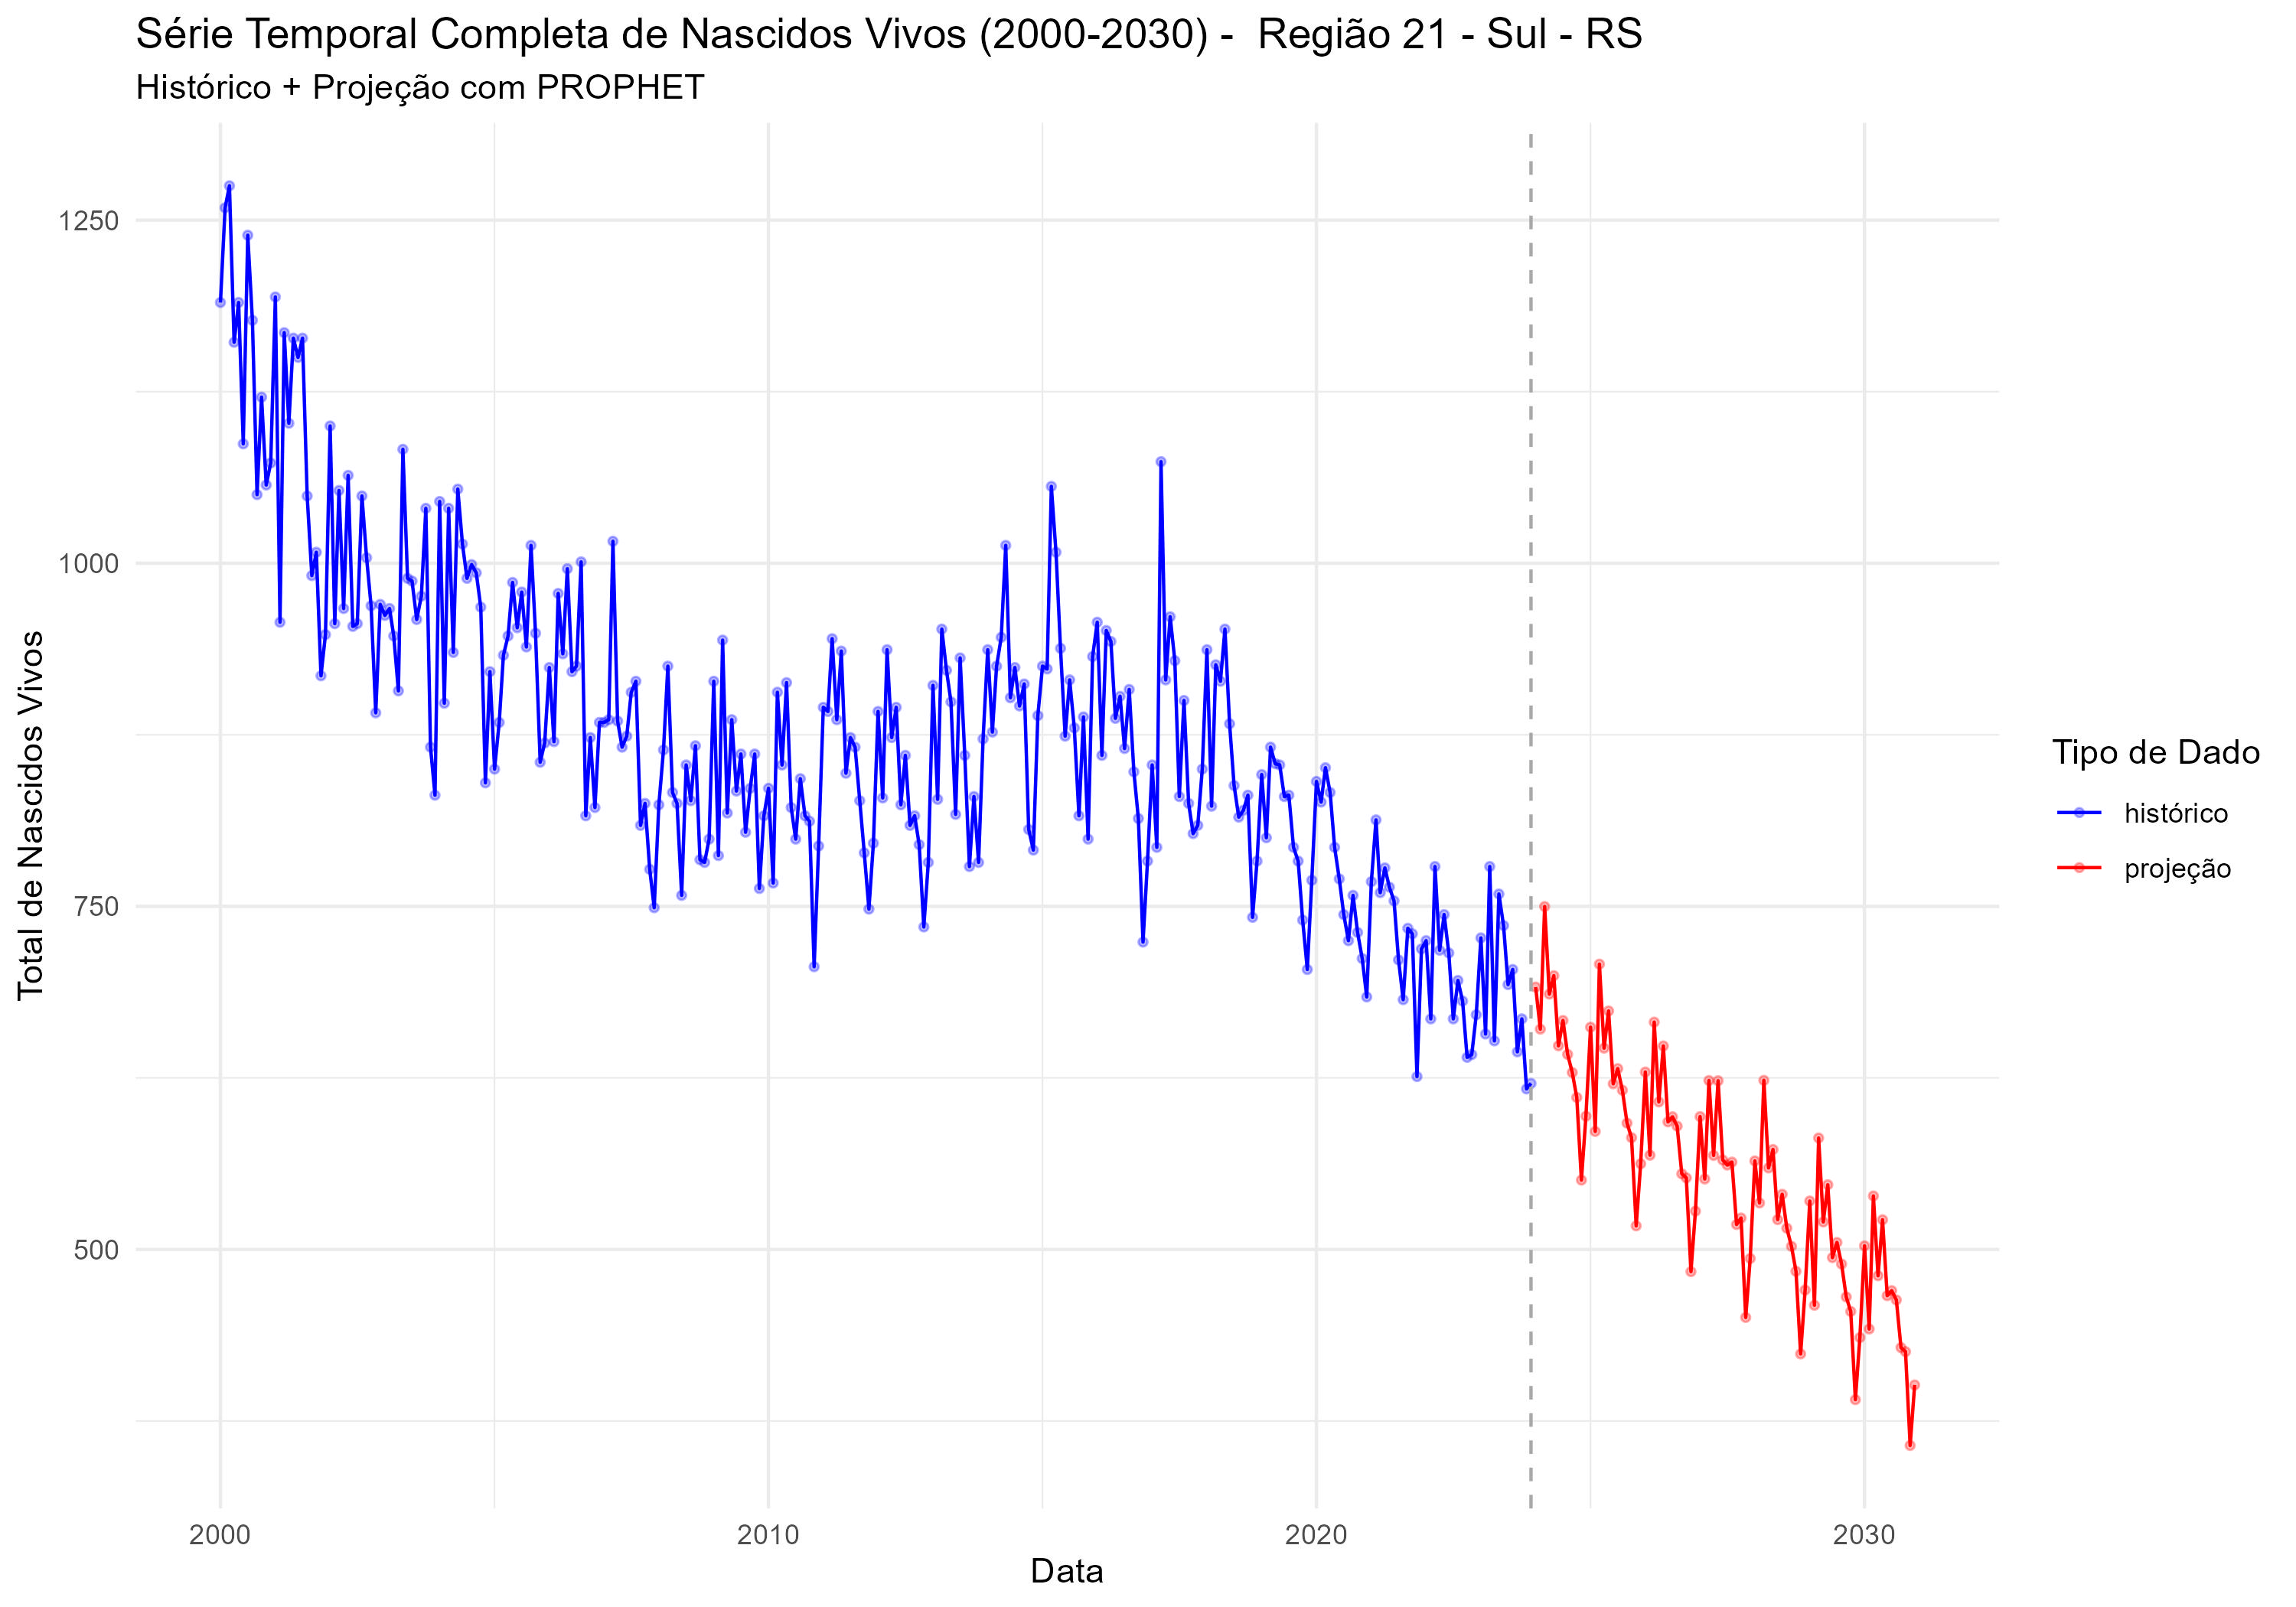 Série Temporal Completa de Nascidos Vivos (2000-2030) -  Região 21 - Sul - RS
Histórico + Projeção com PROPHET
Total de Nascidos Vivos
1250
1000
750
500
2000
2010
2020
2030
Data
Tipo de Dado
histórico
projeção